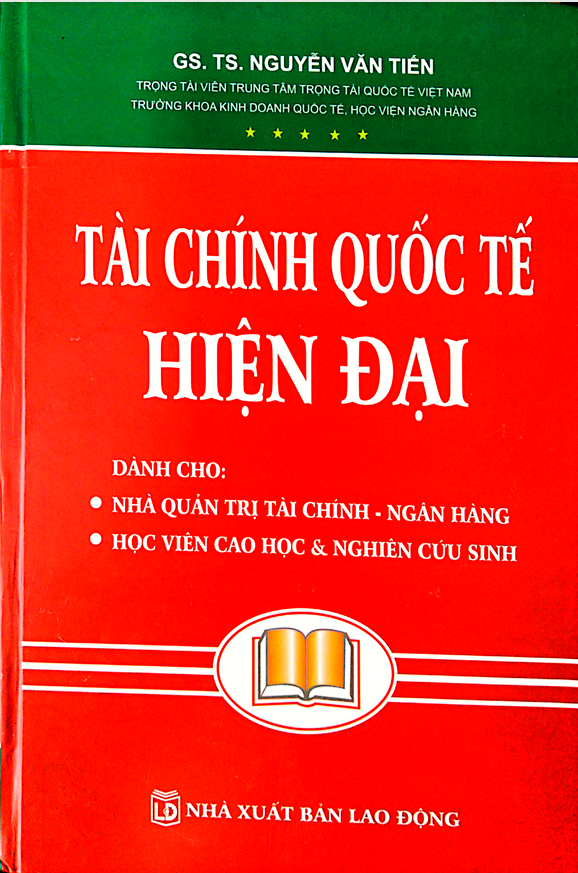 GS. TS. NGUYỄN VĂN TIẾN
TRỌNG TÀI VIÊN TRUNG TÂM TRỌNG TÀI QUỐC TẾ VIỆT NAM
TRƯỞNG KHOA KINH DOANH QUỐC TẾ, HỌC VIỆN NGÂN HÀNG
TÀI CHÍNH QUỐC TẾ
HIỆN ĐẠI
DÀNH CHO:
• NHÀ QUẢN TRỊ TÀI CHÍNH - NGÂN HÀNG
• HỌC VIÊN CAO HỌC & NGHIÊN CỨU SINH
LĐ NHÀ XUẤT BẢN LAO ĐỘNG